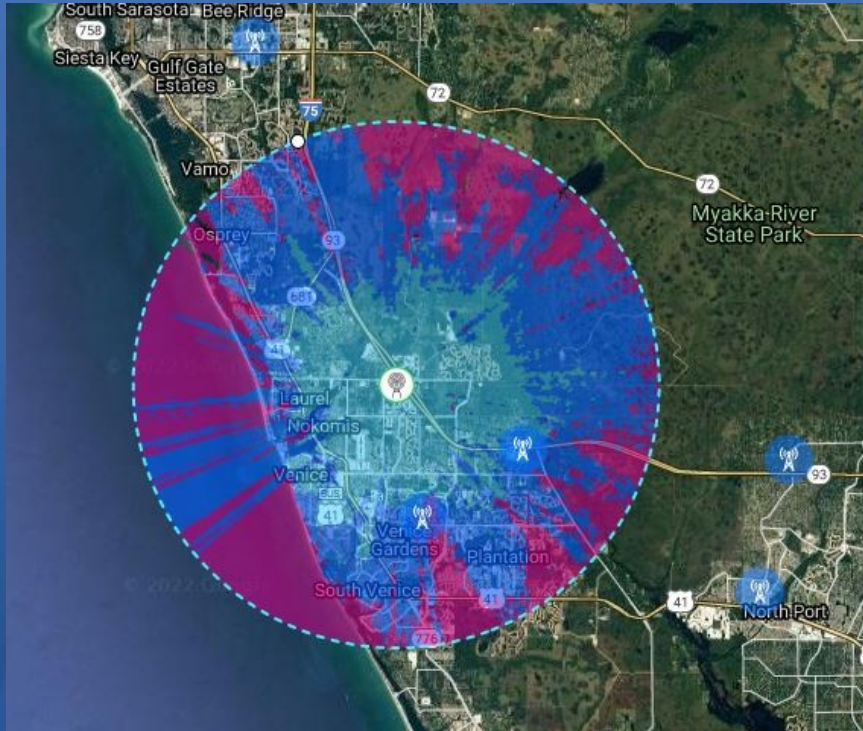 South Sarasota
Bee Ridge
758
Siesta Key
Gulf Gate
Estates
75
72
Vamo
72
Myakka-River
State Park
Osprey
93
681
41
Laurel
Nokomis
Venice
BUS
41
93
Venice
Gardens
Plantation
South Venice
41
41
North Port
776